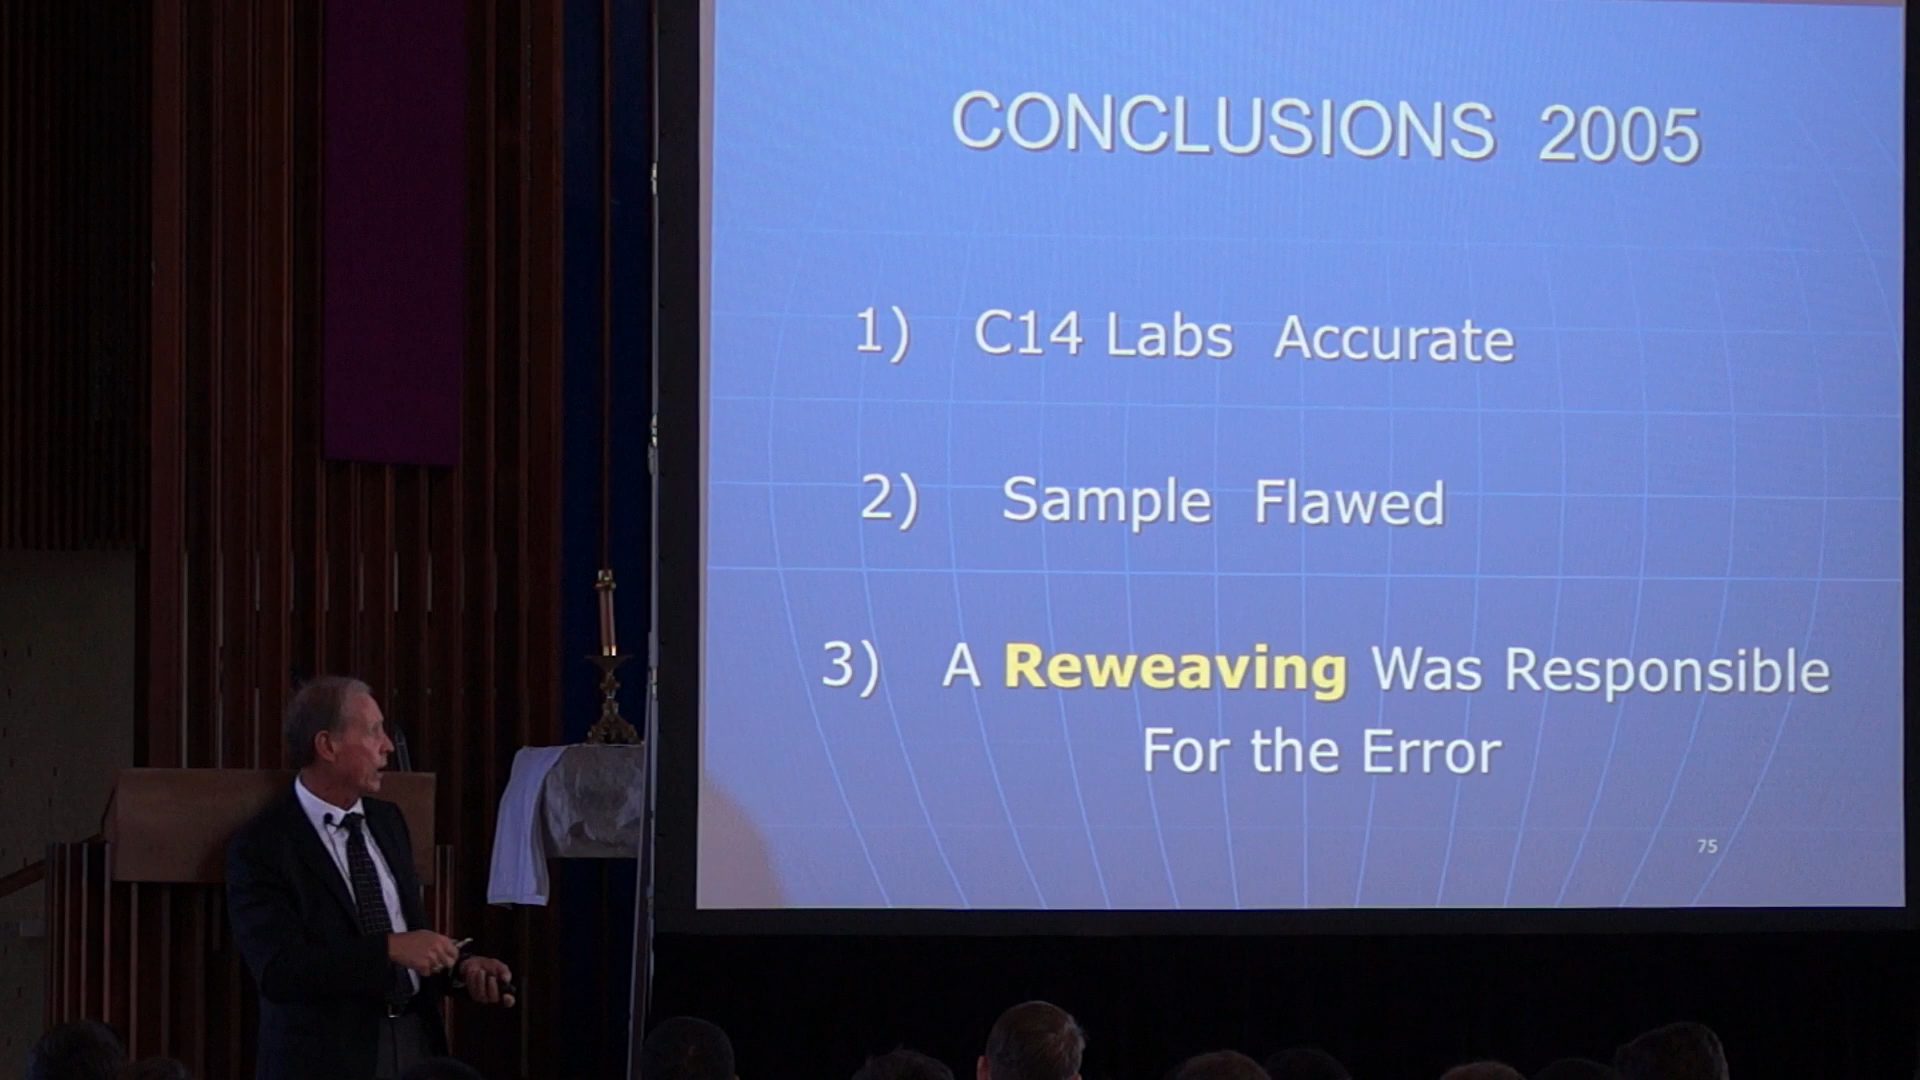 CONCLUSIONS 2005
1) C14 Labs Accurate
2) Sample Flawed
3) A Reweaving Was Responsible
For the Error
75